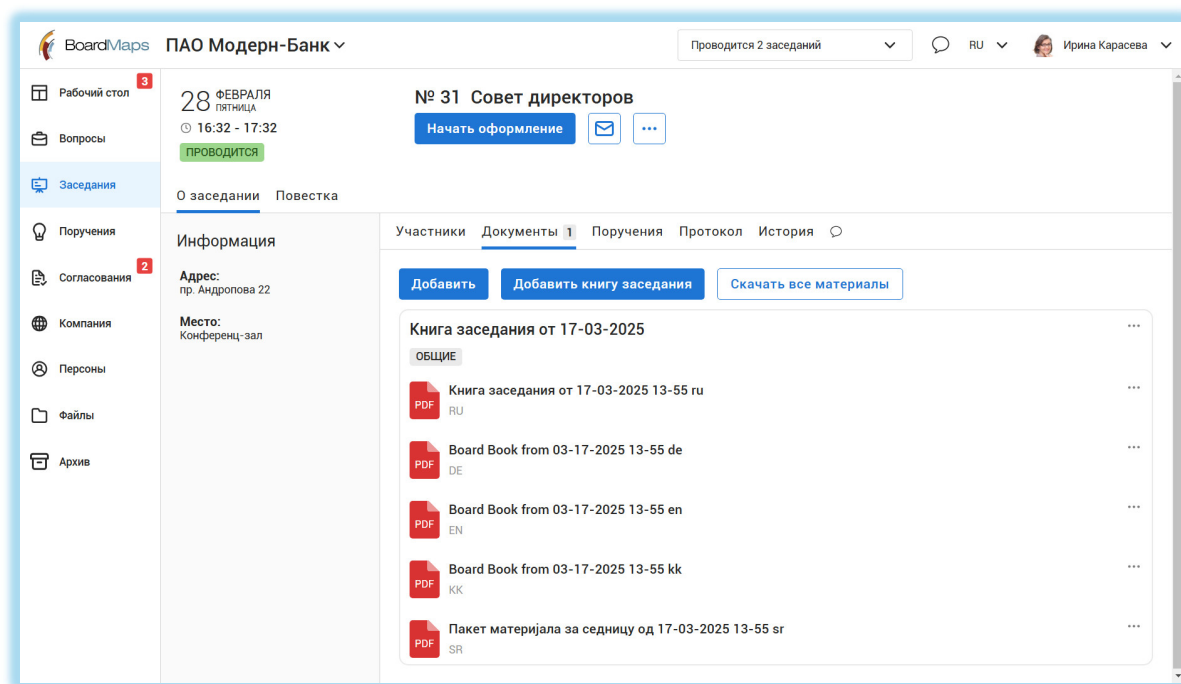 BoardMaps
ПАО Модерн-Банк
Проводится 2 заседаний
RU
Ирина Карасева
Рабочий стол
3
Вопросы
Заседания
Поручения
Согласования
2
Компания
Персоны
Файлы
Архив
28 ФЕВРАЛЯ
ПЯТНИЦА
16:32 - 17:32
ПРОВОДИТСЯ
№ 31 Совет директоров
Начать оформление
О заседании Повестка
Информация
Адрес:
пр. Андропова 22
Место:
Конференц-зал
Участники Документы 1 Поручения Протокол История
Добавить Добавить книгу заседания Скачать все материалы
Книга заседания от 17-03-2025
ОБЩИЕ
PDF
Книга заседания от 17-03-2025 13-55 ru
RU
PDF
Board Book from 03-17-2025 13-55 de
DE
PDF
Board Book from 03-17-2025 13-55 en
EN
PDF
Board Book from 03-17-2025 13-55 kk
KK
PDF
Пакет материјала за седницу од 17-03-2025 13-55 sr
SR